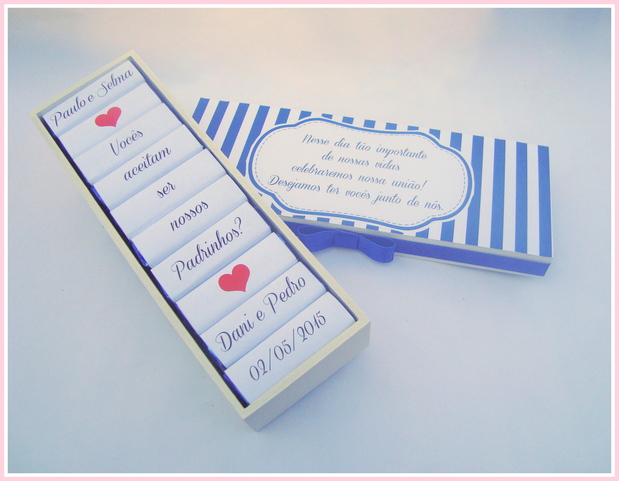 Paulo e Selma
Vocês
aceitam
ser
nossos
Padrinhos?
Dani e Pedro
02/05/2015
Nesse dia tão importante
de nossas vidas
celebraremos nossa união!
Desejamos ter vocês junto de nós.